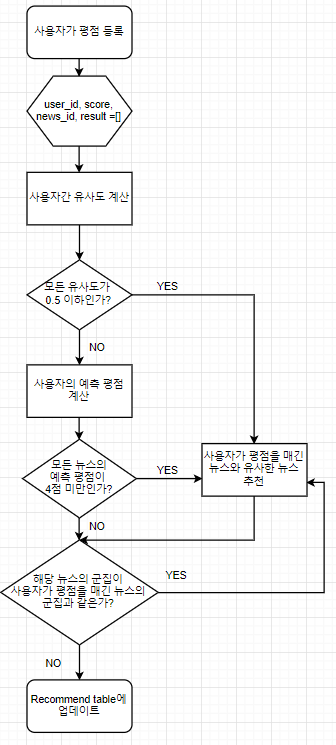 사용자가 평점 등록
user_id, score,
news_id, result =[]
사용자간 유사도 계산
모든 유사도가
0.5 이하인가?
YES
NO
사용자의 예측 평점
계산
모든 뉴스의
예측 평점이
4점 미만인가?
YES
사용자가 평점을 매긴
뉴스와 유사한 뉴스
추천
NO
해당 뉴스의 군집이
사용자가 평점을 매긴 뉴스의
군집과 같은가?
YES
NO
Recommend table에
업데이트